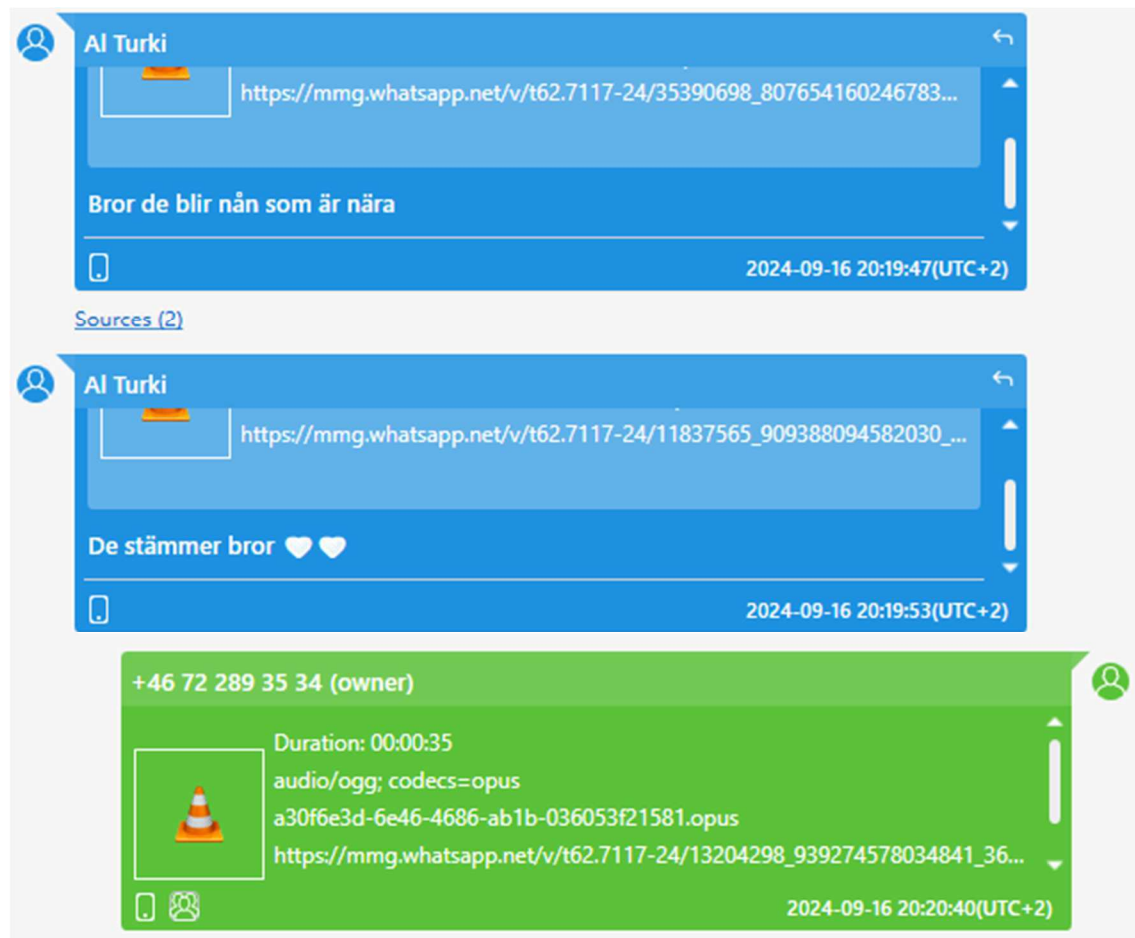 Al Turki
https://mmg.whatsapp.net/v/t62.7117-24/35390698_807654160246783...
Bror de blir nån som är nära
2024-09-16 20:19:47(UTC+2)
Sources (2)
Al Turki
https://mmg.whatsapp.net/v/t62.7117-24/11837565_909388094582030_...
De stämmer bror 🤍🤍
2024-09-16 20:19:53(UTC+2)
+46 72 289 35 34 (owner)
Duration: 00:00:35
audio/ogg; codecs=opus
a30f6e3d-6e46-4686-ab1b-036053f21581.opus
https://mmg.whatsapp.net/v/t62.7117-24/13204298_939274578034841_36...
2024-09-16 20:20:40(UTC+2)